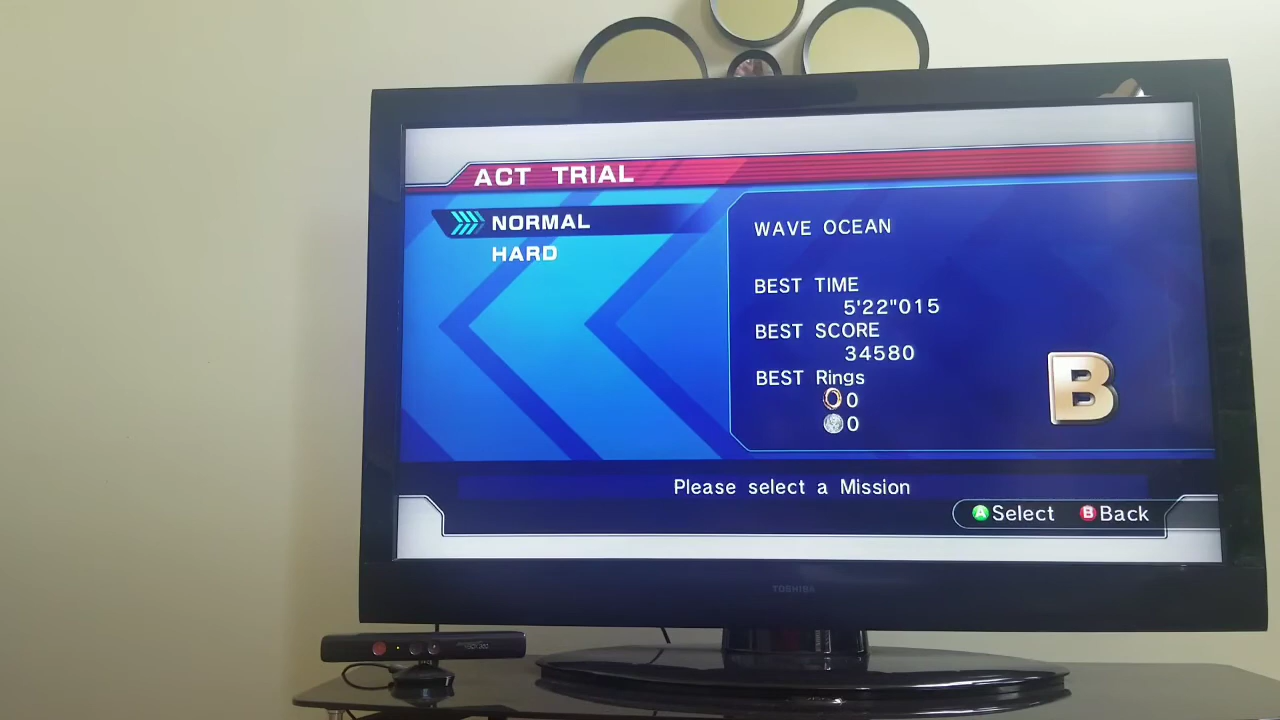 ACT TRIAL
NORMAL
HARD
WAVE OCEAN
BEST TIME
5'22"015
BEST SCORE
34580
BEST Rings
0
0
B
Please select a Mission
A Select B Back
TOSHIBA